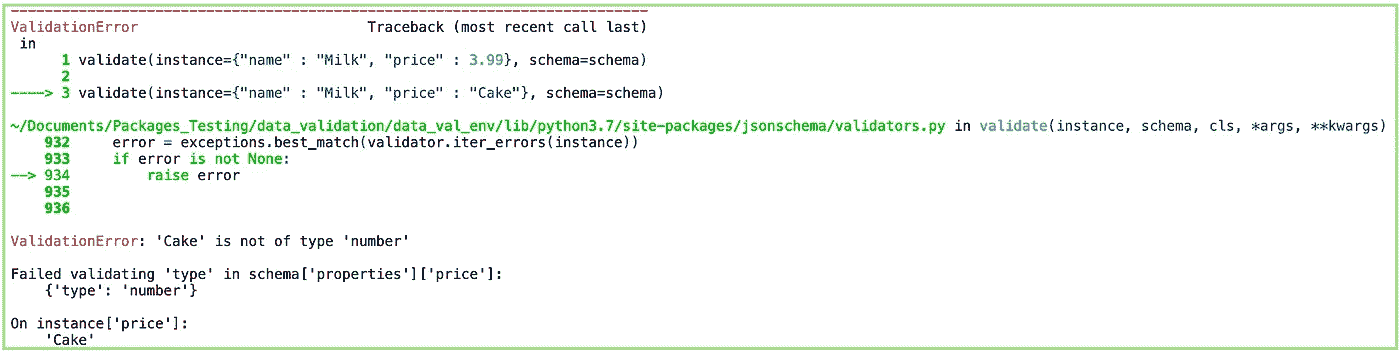 ---------------------------------------------------------------------------
ValidationError                           Traceback (most recent call last)
 in
      1 validate(instance={"name" : "Milk", "price" : 3.99}, schema=schema)
      2
----> 3 validate(instance={"name" : "Milk", "price" : "Cake"}, schema=schema)
~/Documents/Packages_Testing/data_validation/data_val_env/lib/python3.7/site-packages/jsonschema/validators.py in validate(instance, schema, cls, *args, **kwargs)
    932     error = exceptions.best_match(validator.iter_errors(instance))
    933     if error is not None:
--> 934         raise error
    935
    936
ValidationError: 'Cake' is not of type 'number'
Failed validating 'type' in schema['properties']['price']:
    {'type': 'number'}
On instance['price']:
    'Cake'